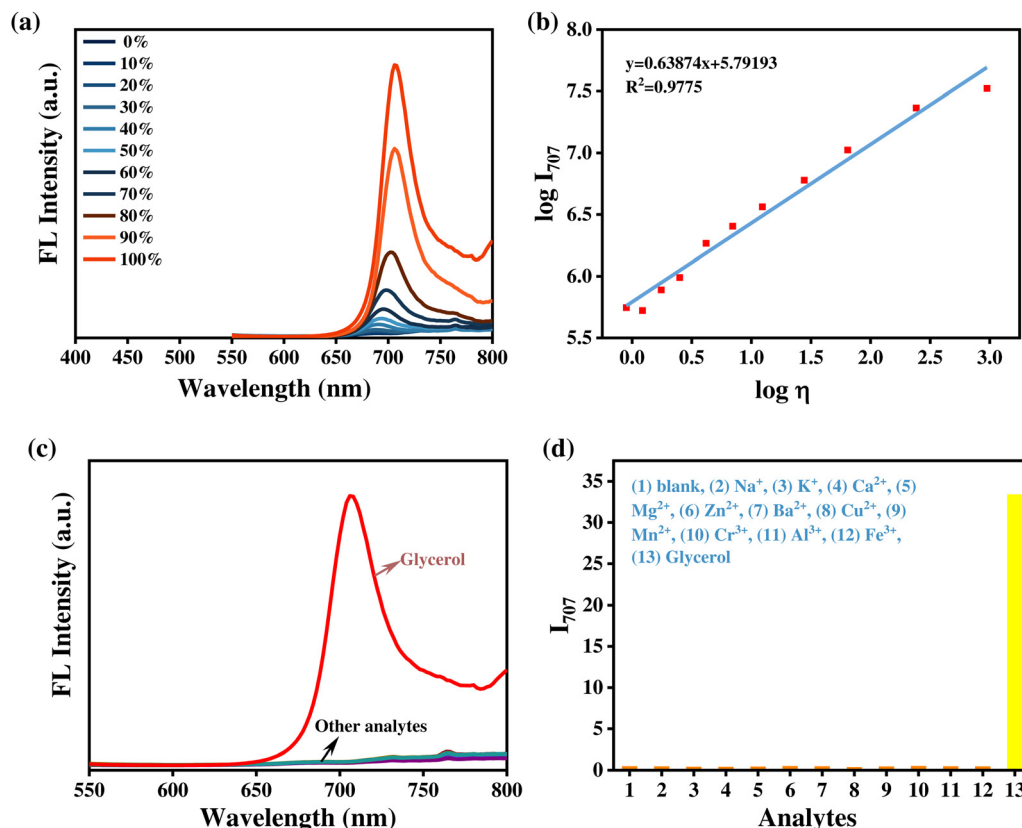 (a)
0%
10%
20%
30%
40%
50%
60%
70%
80%
90%
100%
FL Intensity (a.u.)
400 450 500 550 600 650 700 750 800
Wavelength (nm)
(b)
8.0
7.5
7.0
6.5
6.0
5.5
y=0.63874x+5.79193
R²=0.9775
log I₇₀₇
0.0 0.5 1.0 1.5 2.0 2.5 3.0
log η
(c)
FL Intensity (a.u.)
Glycerol
Other analytes
550 600 650 700 750 800
Wavelength (nm)
(d)
35
30
25
20
15
10
5
0
(1) blank, (2) Na⁺, (3) K⁺, (4) Ca²⁺, (5)
Mg²⁺, (6) Zn²⁺, (7) Ba²⁺, (8) Cu²⁺, (9)
Mn²⁺, (10) Cr³⁺, (11) Al³⁺, (12) Fe³⁺,
(13) Glycerol
I₇₀₇
1 2 3 4 5 6 7 8 9 10 11 12 13
Analytes